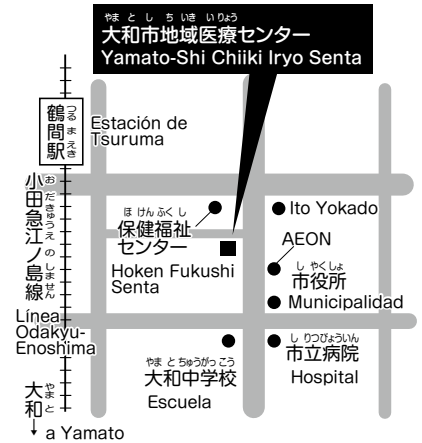 やまとしちいきいりょう
大和市地域医療センター
Yamato-Shi Chiiki Iryo Senta
鶴間駅
つるまえき
Estación de
Tsuruma
小田急江ノ島線
おだきゅうえのしません
Línea
Odakyu-
Enoshima
ほけんふくし
保健福祉
センター
Hoken Fukushi
Senta
Ito Yokado
AEON
しやくしょ
市役所
Municipalidad
やまとちゅうがっこう
大和中学校
Escuela
しりつびょういん
市立病院
Hospital
大和
やまと
a Yamato